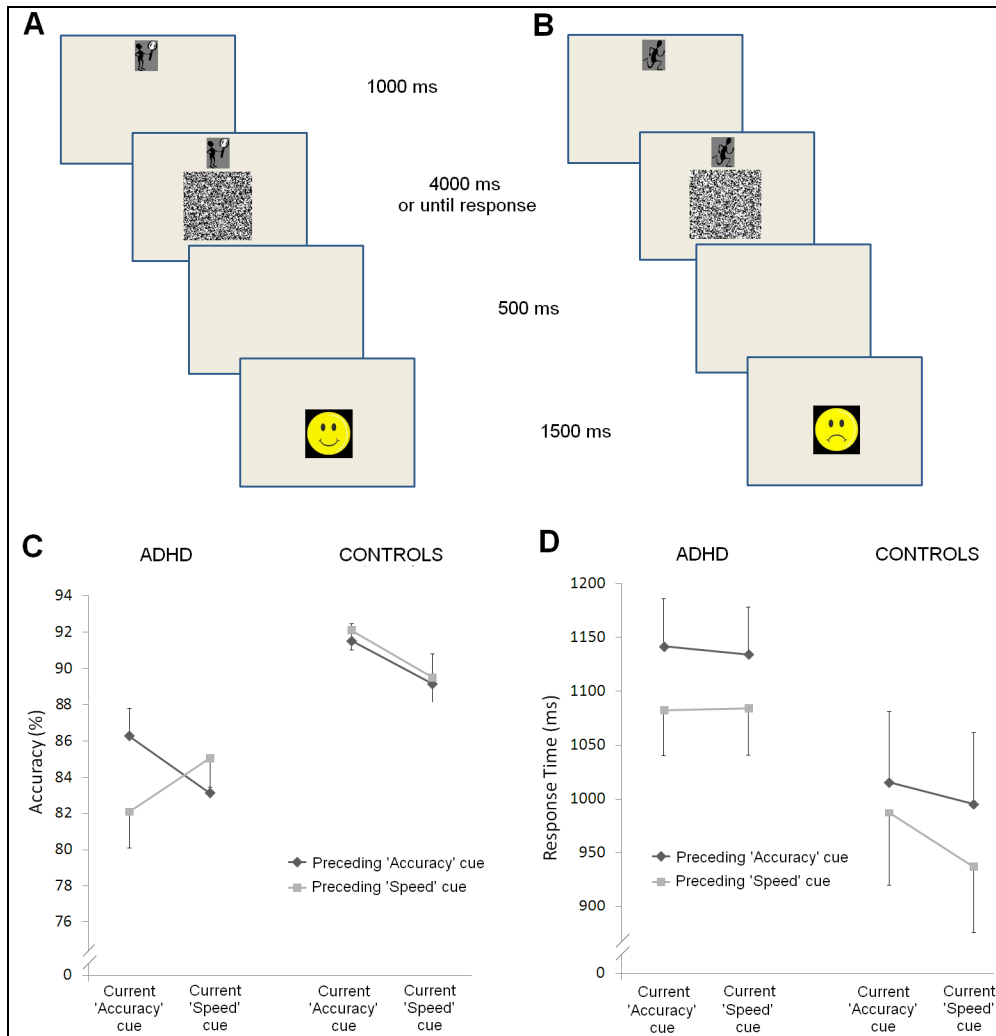 A
B
1000 ms
4000 ms
or until response
500 ms
1500 ms
C
ADHD
CONTROLS
94
92
90
88
86
84
82
80
78
76
0
Accuracy (%)
Preceding 'Accuracy' cue
Preceding 'Speed' cue
Current
'Accuracy'
cue
Current
'Speed'
cue
Current
'Accuracy'
cue
Current
'Speed'
cue
D
ADHD
CONTROLS
1200
1150
1100
1050
1000
950
900
0
Response Time (ms)
Preceding 'Accuracy' cue
Preceding 'Speed' cue
Current
'Accuracy'
cue
Current
'Speed'
cue
Current
'Accuracy'
cue
Current
'Speed'
cue